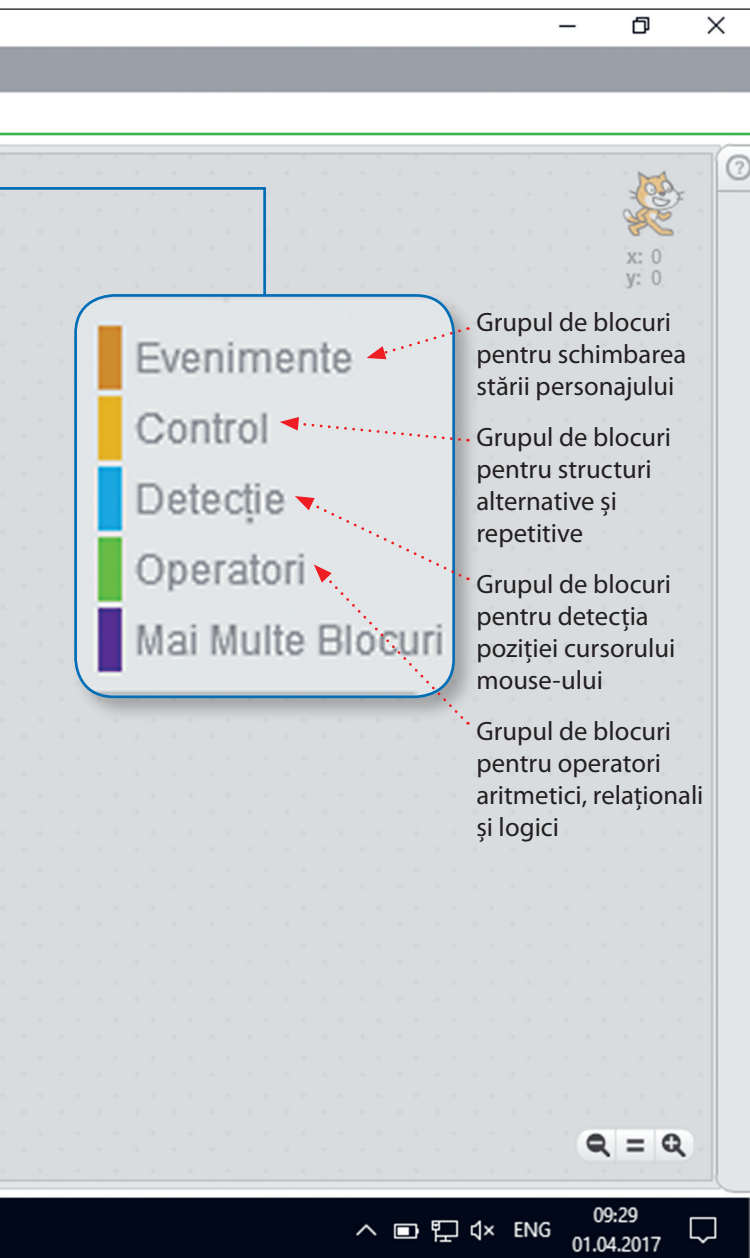 x: 0
y: 0
Evenimente
Control
Detecție
Operatori
Mai Multe Blocuri
Grupul de blocuri
pentru schimbarea
stării personajului
Grupul de blocuri
pentru structuri
alternative și
repetitive
Grupul de blocuri
pentru detecția
poziției cursorului
mouse-ului
Grupul de blocuri
pentru operatori
aritmetici, relaționali
și logici
ENG
09:29
01.04.2017